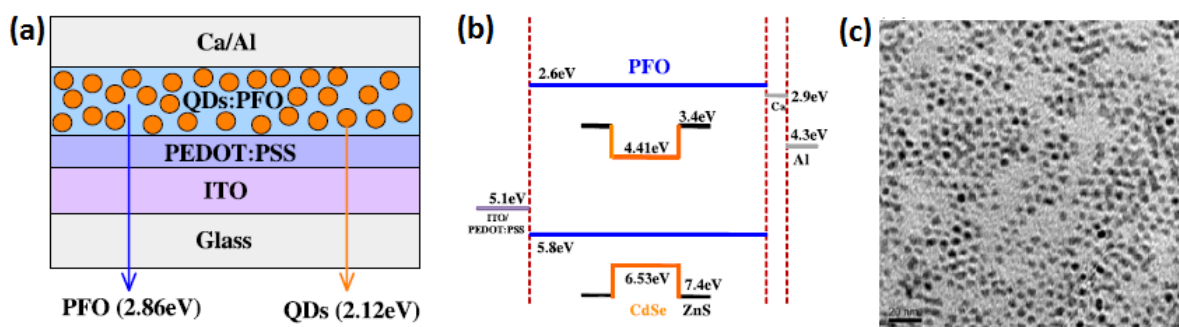 (a)
Ca/Al
QDs:PFO
PEDOT:PSS
ITO
Glass
PFO (2.86eV)
QDs (2.12eV)
(b)
2.6eV
PFO
Ca
2.9eV
3.4eV
4.41eV
4.3eV
Al
5.1eV
ITO/
PEDOT:PSS
5.8eV
6.53eV
7.4eV
CdSe
ZnS
(c)
20 nm